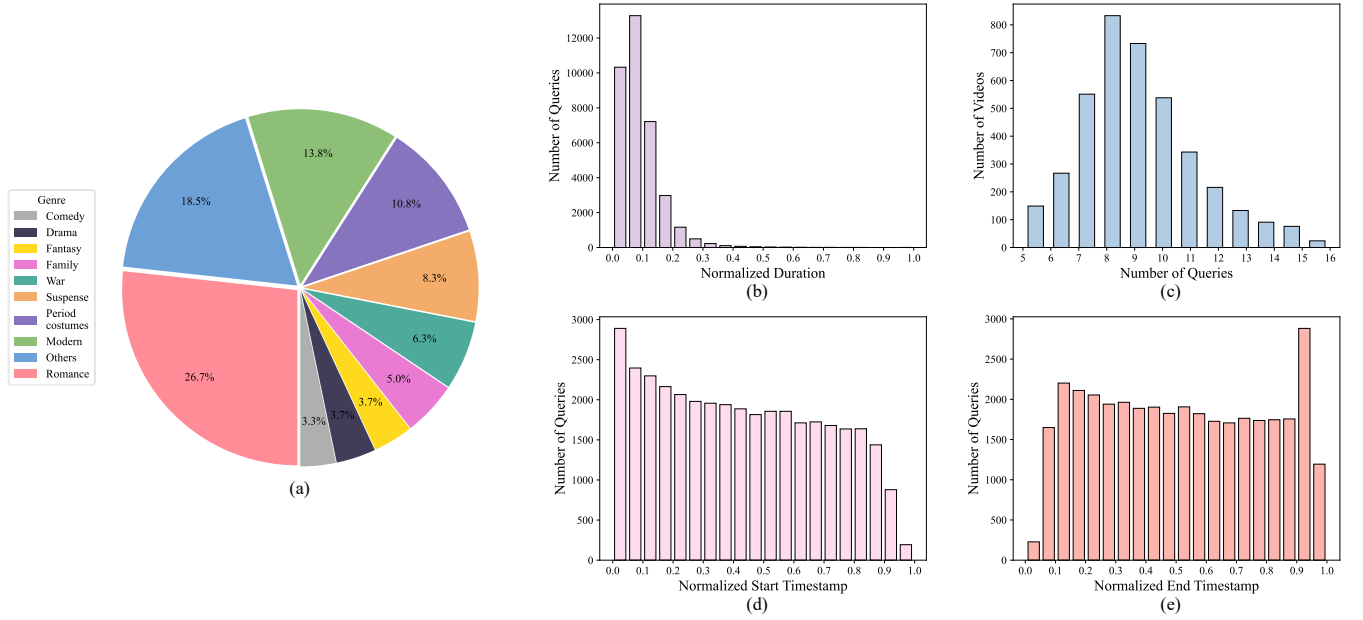 Genre
Comedy
Drama
Fantasy
Family
War
Suspense
Period
costumes
Modern
Others
Romance
13.8%
10.8%
18.5%
8.3%
6.3%
5.0%
3.7%
3.7%
3.3%
26.7%
(a)
Number of Queries
12000
10000
8000
6000
4000
2000
0
0.0 0.1 0.2 0.3 0.4 0.5 0.6 0.7 0.8 0.9 1.0
Normalized Duration
(b)
Number of Videos
800
700
600
500
400
300
200
100
0
5 6 7 8 9 10 11 12 13 14 15 16
Number of Queries
(c)
Number of Queries
3000
2500
2000
1500
1000
500
0
0.0 0.1 0.2 0.3 0.4 0.5 0.6 0.7 0.8 0.9 1.0
Normalized Start Timestamp
(d)
Number of Queries
3000
2500
2000
1500
1000
500
0
0.0 0.1 0.2 0.3 0.4 0.5 0.6 0.7 0.8 0.9 1.0
Normalized End Timestamp
(e)